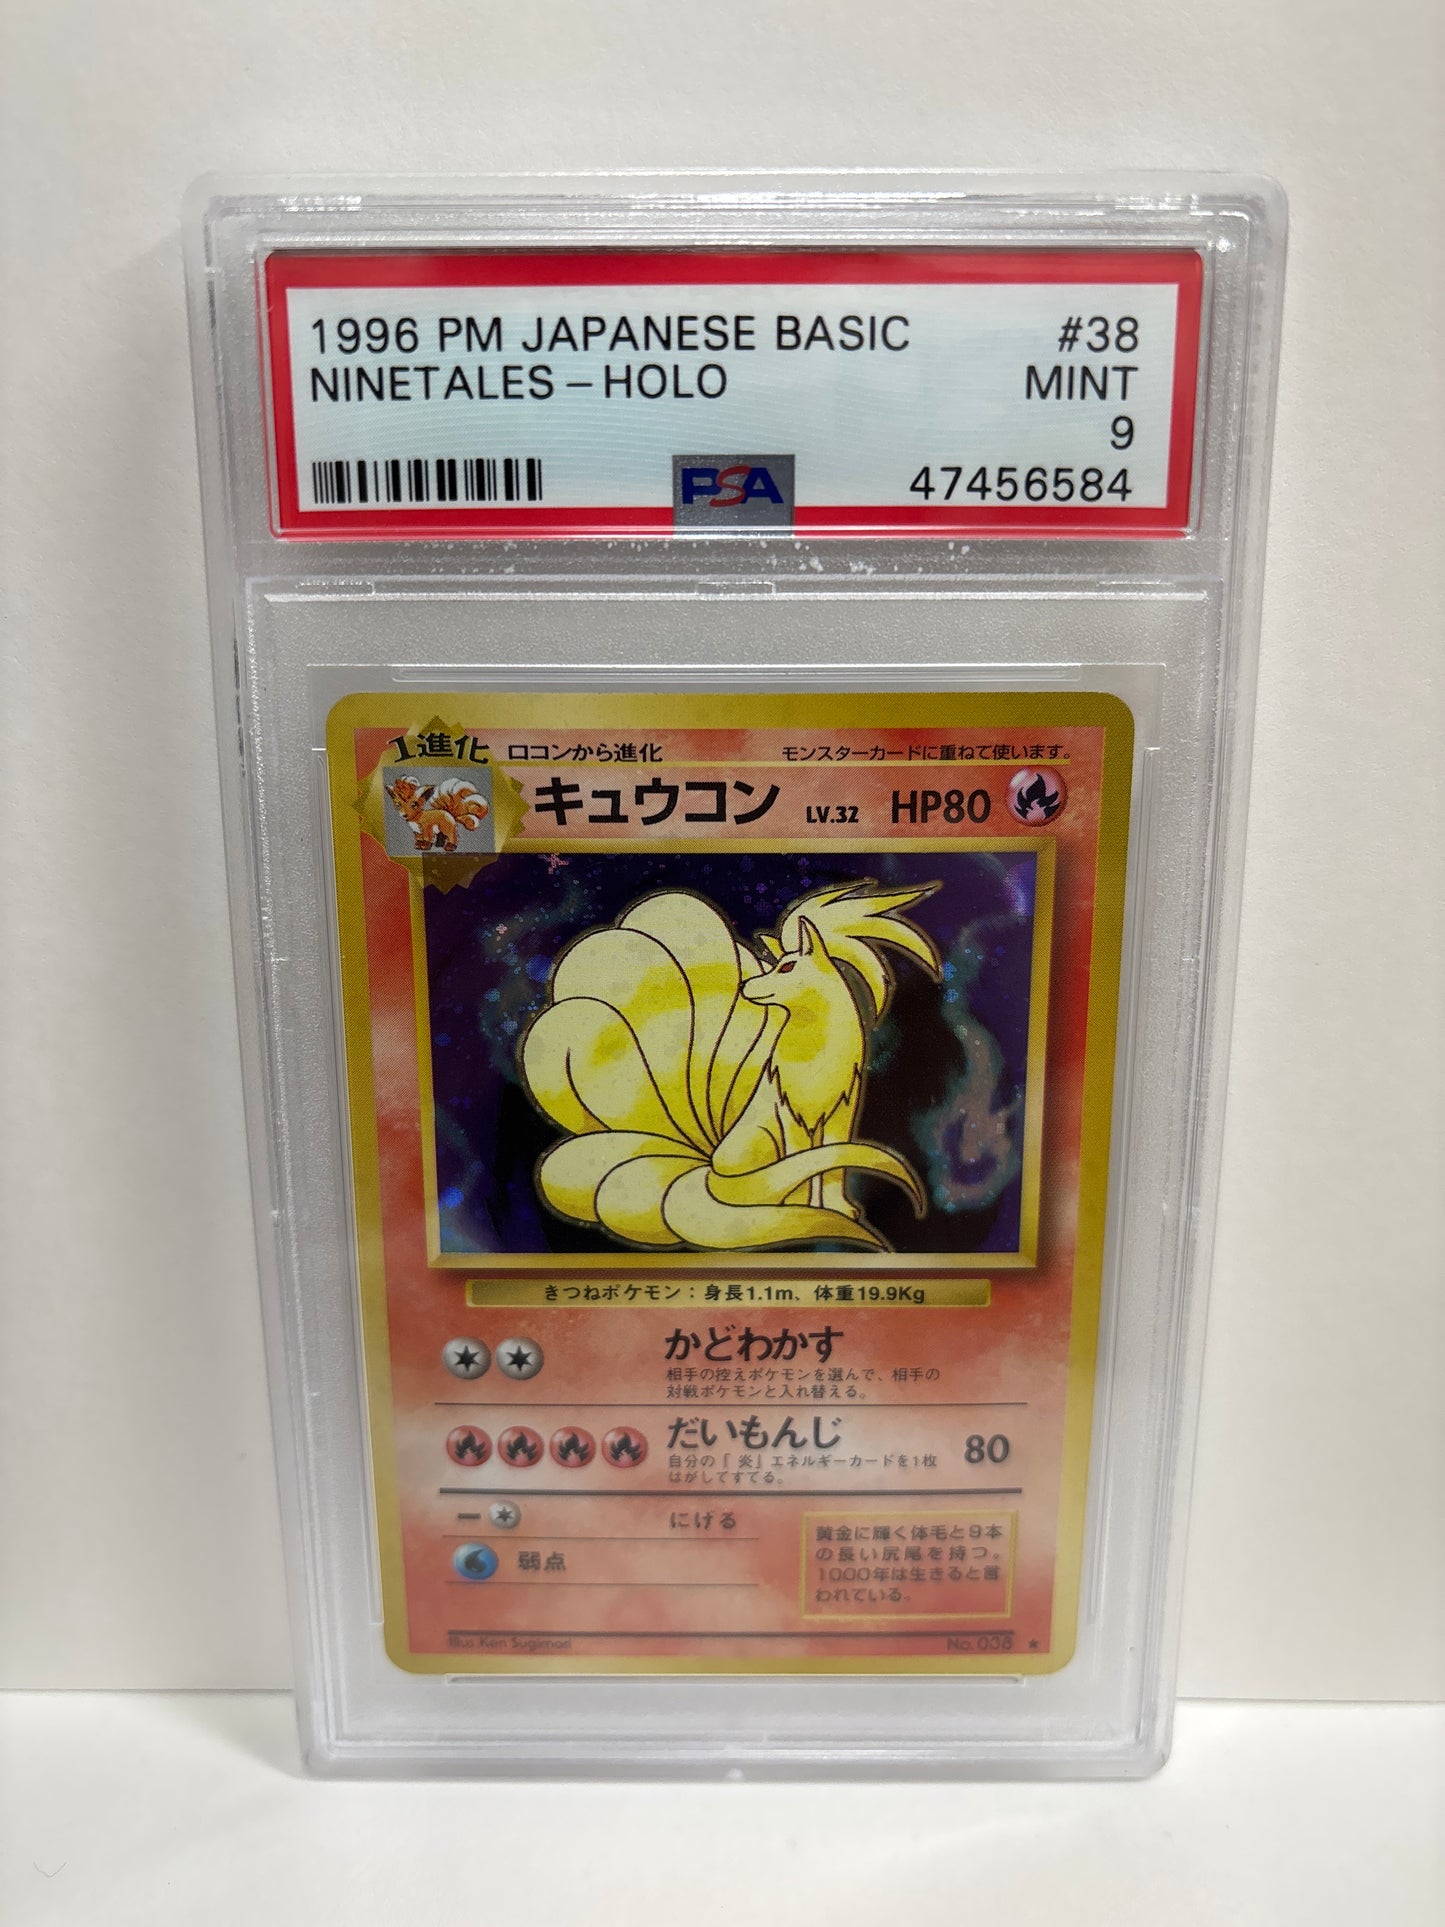 1996 PM JAPANESE BASIC #38
NINETALES-HOLO MINT
9
PSA 47456584
1進化 ロコンから進化 モンスターカードに重ねて使います。
キュウコン LV.32 HP80
きつねポケモン:身長1.1m、体重19.9Kg
かどわかす
相手の控えポケモンを選んで、相手の
対戦ポケモンと入れ替える。
だいもんじ 80
自分の「炎」エネルギーカードを1枚
はがしてすてる。
にげる
弱点
黄金に輝く体毛と9本
の長い尻尾を持つ。
1000年は生きると言
われている。
Illus. Ken Sugimori No. 038